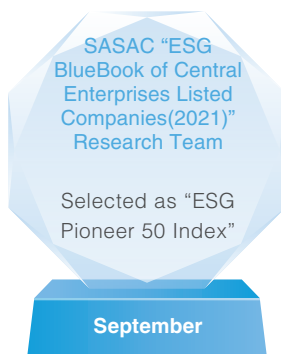 SASAC “ESG
BlueBook of Central
Enterprises Listed
Companies(2021)”
Research Team
Selected as “ESG
Pioneer 50 Index”
September